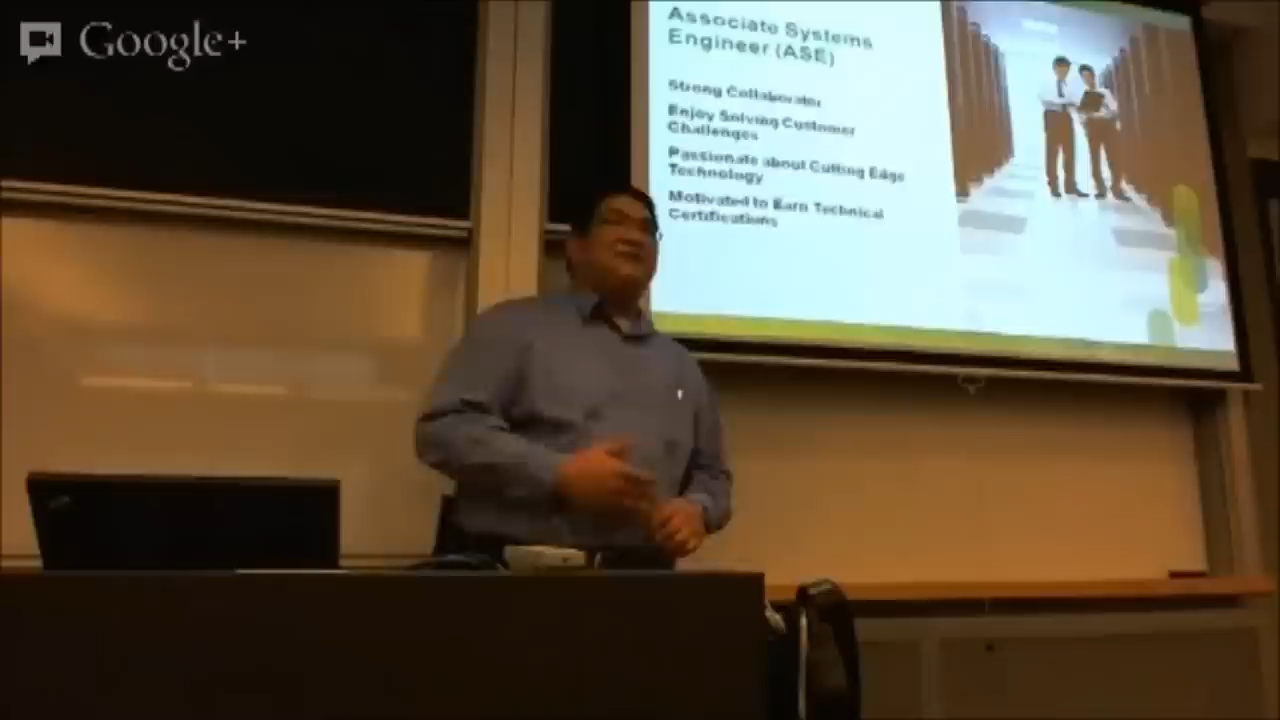 Google+
Associate Systems
Engineer (ASE)
Strong Collaborator
Enjoy Solving Customer
Challenges
Passionate about Cutting Edge
Technology
Motivated to Earn Technical
Certifications